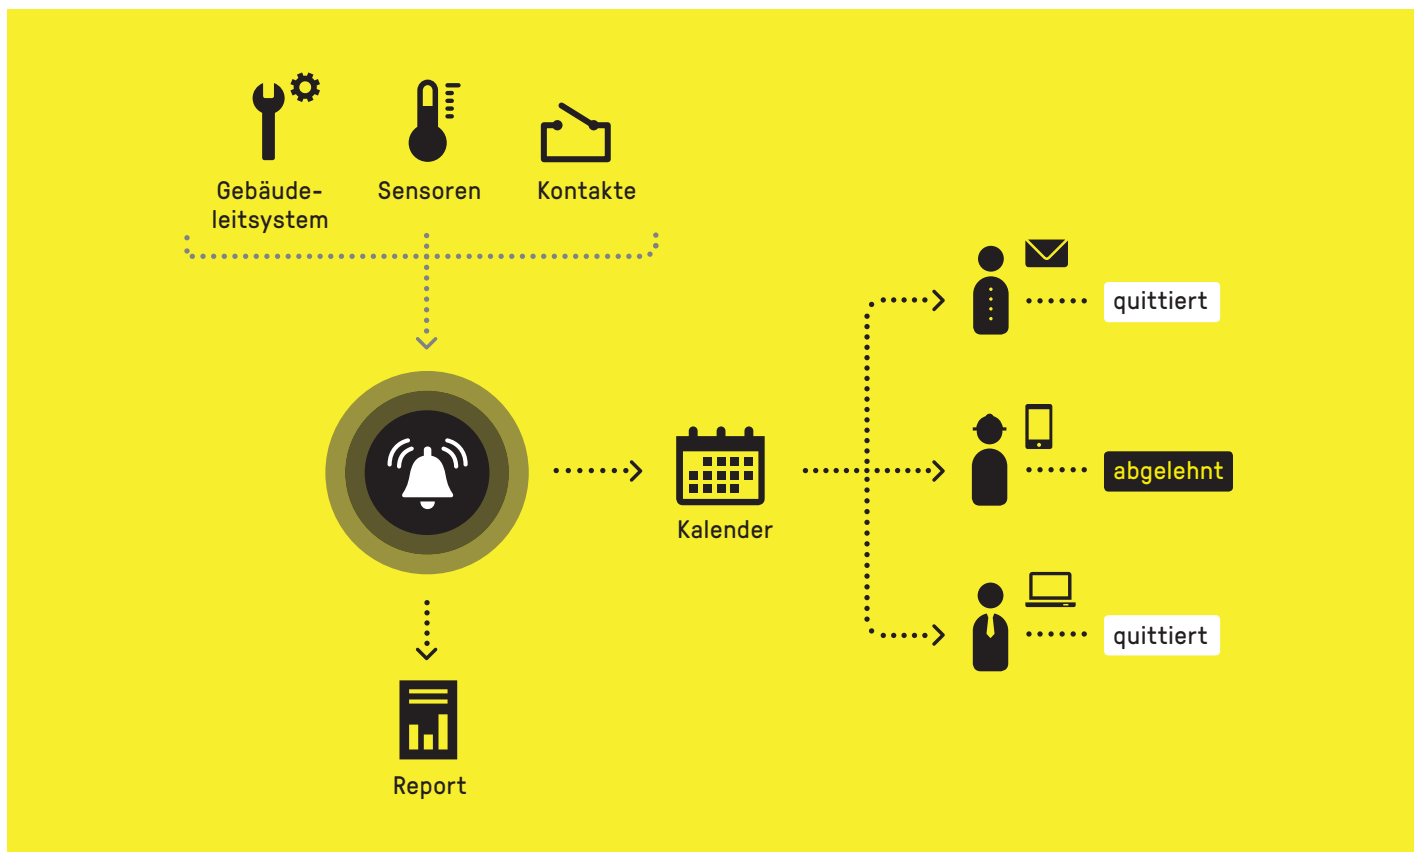 Gebäude-
leitsystem
Sensoren
Kontakte
quittiert
abgelehnt
Kalender
quittiert
Report